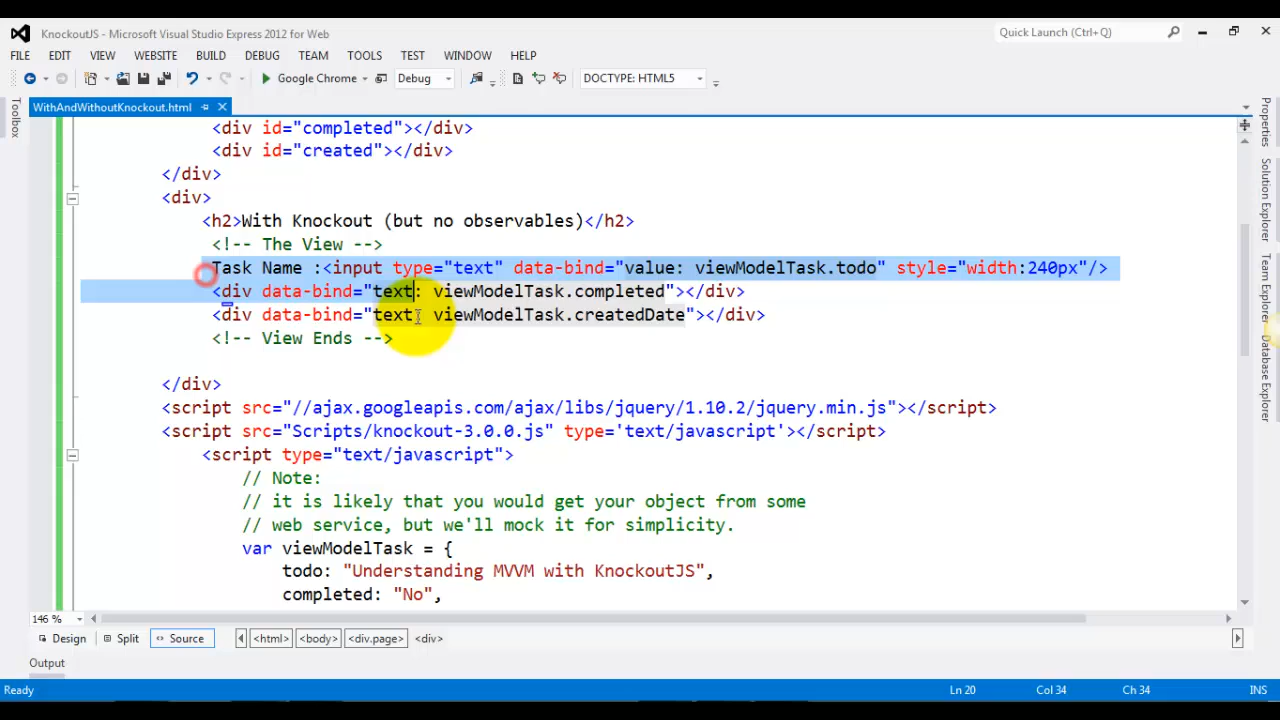 KnockoutJS - Microsoft Visual Studio Express 2012 for Web
Quick Launch (Ctrl+Q)
FILE EDIT VIEW WEBSITE BUILD DEBUG TEAM TOOLS TEST WINDOW HELP
Google Chrome Debug DOCTYPE: HTML5
WithAndWithoutKnockout.html
Toolbox
Properties
Solution Explorer
Team Explorer
Database Explorer
<div id="completed"></div>
<div id="created"></div>
</div>
<div>
<h2>With Knockout (but no observables)</h2>
<!-- The View -->
Task Name :<input type="text" data-bind="value: viewModelTask.todo" style="width:240px"/>
<div data-bind="text: viewModelTask.completed"></div>
<div data-bind="text: viewModelTask.createdDate"></div>
<!-- View Ends -->
</div>
<script src="//ajax.googleapis.com/ajax/libs/jquery/1.10.2/jquery.min.js"></script>
<script src="Scripts/knockout-3.0.0.js" type='text/javascript'></script>
<script type="text/javascript">
// Note:
// it is likely that you would get your object from some
// web service, but we'll mock it for simplicity.
var viewModelTask = {
todo: "Understanding MVVM with KnockoutJS",
completed: "No",
146 %
Design Split Source <html> <body> <div.page> <div>
Output
Ready Ln 20 Col 34 Ch 34 INS